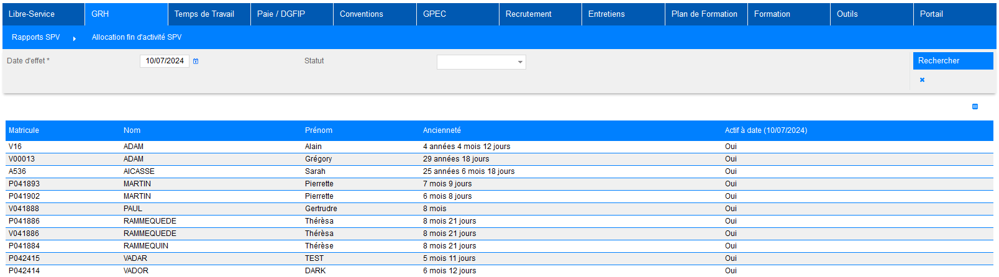 Libre-Service GRH Temps de Travail Paie / DGFIP Conventions GPEC Recrutement Entretiens Plan de Formation Formation Outils Portail
Rapports SPV Allocation fin d'activité SPV
Date d'effet * 10/07/2024 Statut Rechercher
Matricule Nom Prénom Ancienneté Actif à date (10/07/2024)
V16 ADAM Alain 4 années 4 mois 12 jours Oui
V00013 ADAM Grégory 29 années 18 jours Oui
A536 AICASSE Sarah 25 années 6 mois 18 jours Oui
P041893 MARTIN Pierrette 7 mois 9 jours Oui
P041902 MARTIN Pierrette 6 mois 8 jours Oui
V041888 PAUL Gertrudre 8 mois Oui
P041886 RAMMEQUEDE Thérèsa 8 mois 21 jours Oui
V041886 RAMMEQUEDE Thérèsa 8 mois 21 jours Oui
P041884 RAMMEQUIN Thérèse 8 mois 21 jours Oui
P042415 VADAR TEST 5 mois 11 jours Oui
P042414 VADOR DARK 6 mois 12 jours Oui